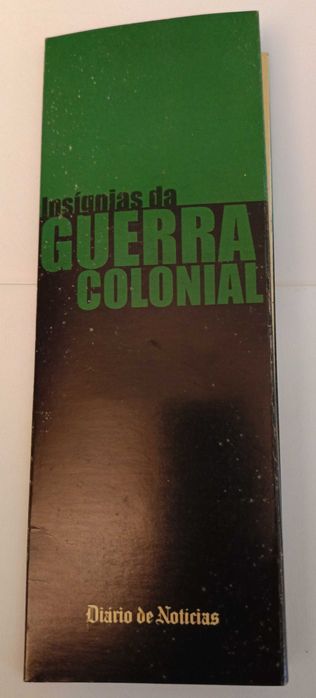 Insígnias da
GUERRA
COLONIAL
Diário de Notícias